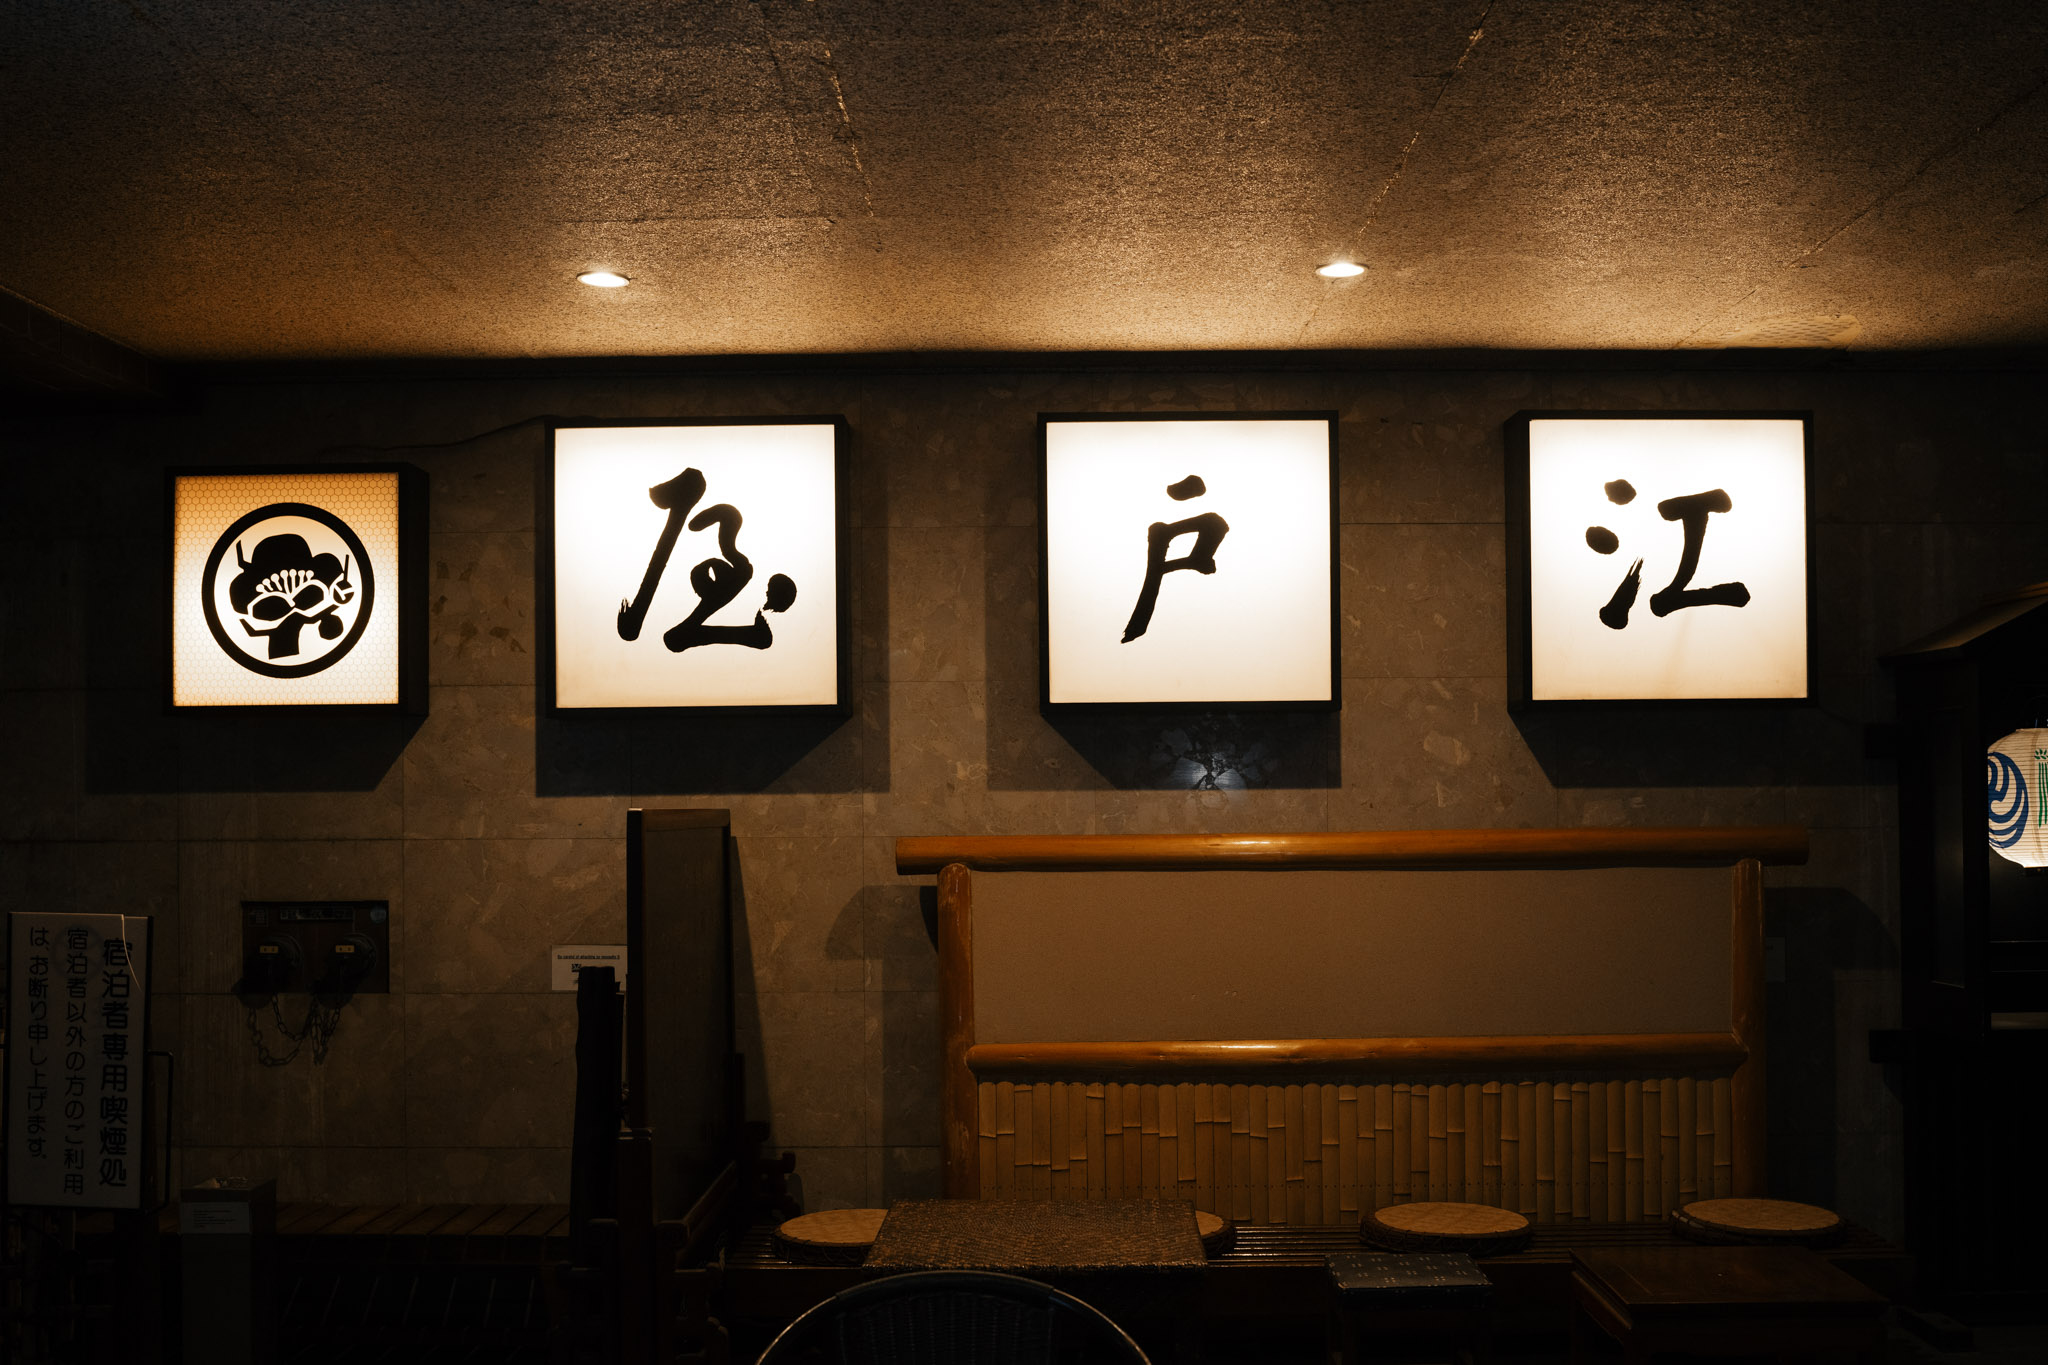 江戸屋
宿泊者専用喫煙処
宿泊者以外の方のご利用
は、お断り申し上げます。